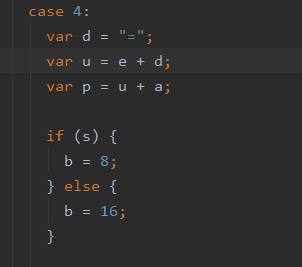 case 4:
  var d = "=";
  var u = e + d;
  var p = u + a;

  if (s) {
    b = 8;
  } else {
    b = 16;
  }